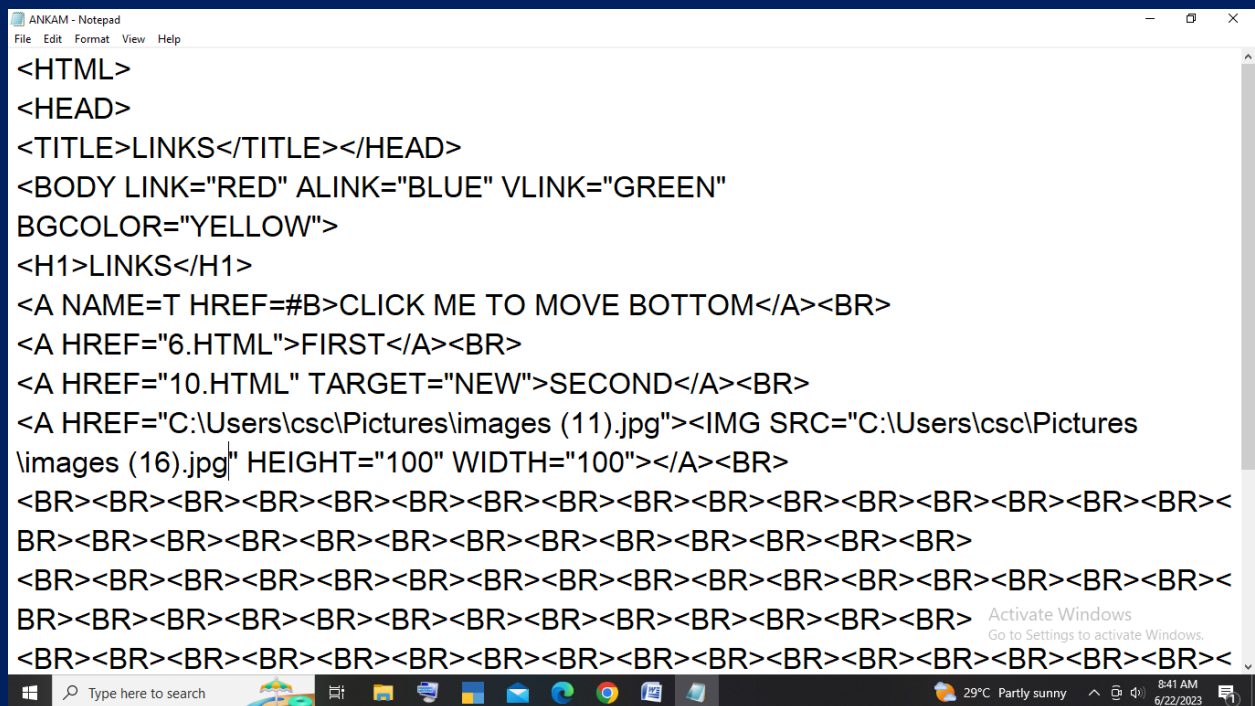 ANKAM - Notepad
File Edit Format View Help
<HTML>
<HEAD>
<TITLE>LINKS</TITLE></HEAD>
<BODY LINK="RED" ALINK="BLUE" VLINK="GREEN"
BGCOLOR="YELLOW">
<H1>LINKS</H1>
<A NAME=T HREF=#B>CLICK ME TO MOVE BOTTOM</A><BR>
<A HREF="6.HTML">FIRST</A><BR>
<A HREF="10.HTML" TARGET="NEW">SECOND</A><BR>
<A HREF="C:\Users\csc\Pictures\images (11).jpg"><IMG SRC="C:\Users\csc\Pictures
\images (16).jpg" HEIGHT="100" WIDTH="100"></A><BR>
<BR><BR><BR><BR><BR><BR><BR><BR><BR><BR><BR><BR><BR><BR><BR><BR><
BR><BR><BR><BR><BR><BR><BR><BR><BR><BR><BR><BR><BR>
<BR><BR><BR><BR><BR><BR><BR><BR><BR><BR><BR><BR><BR><BR><BR><BR><
BR><BR><BR><BR><BR><BR><BR><BR><BR><BR><BR><BR><BR>
<BR><BR><BR><BR><BR><BR><BR><BR><BR><BR><BR><BR><BR><BR><BR><BR><
Activate Windows
Go to Settings to activate Windows.
Type here to search
29°C Partly sunny
8:41 AM
6/22/2023
1